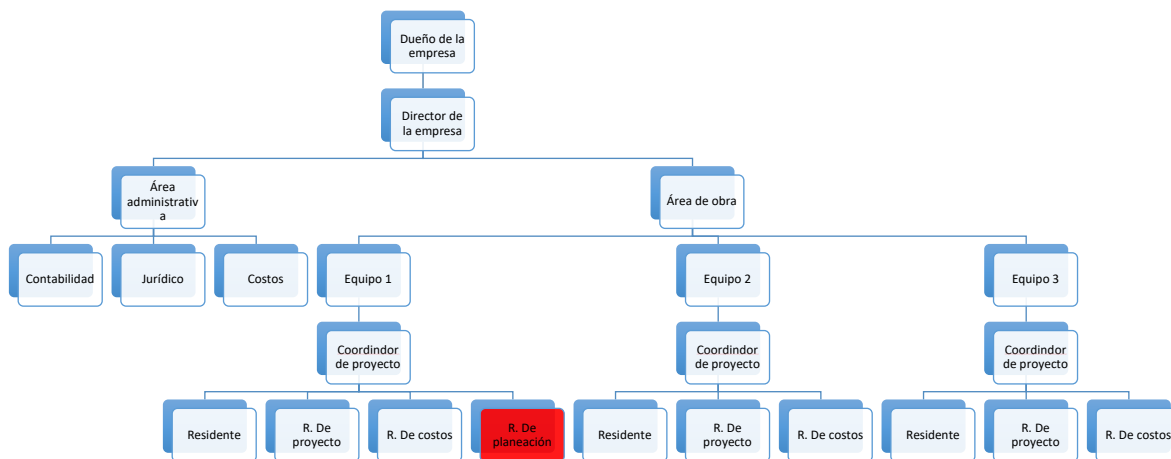 Dueño de la
empresa
Director de
la empresa
Área
administrativ
a
Área de obra
Contabilidad
Jurídico
Costos
Equipo 1
Equipo 2
Equipo 3
Coordindor
de proyecto
Coordindor
de proyecto
Coordindor
de proyecto
Residente
R. De
proyecto
R. De costos
R. De
planeación
Residente
R. De
proyecto
R. De costos
Residente
R. De
proyecto
R. De costos